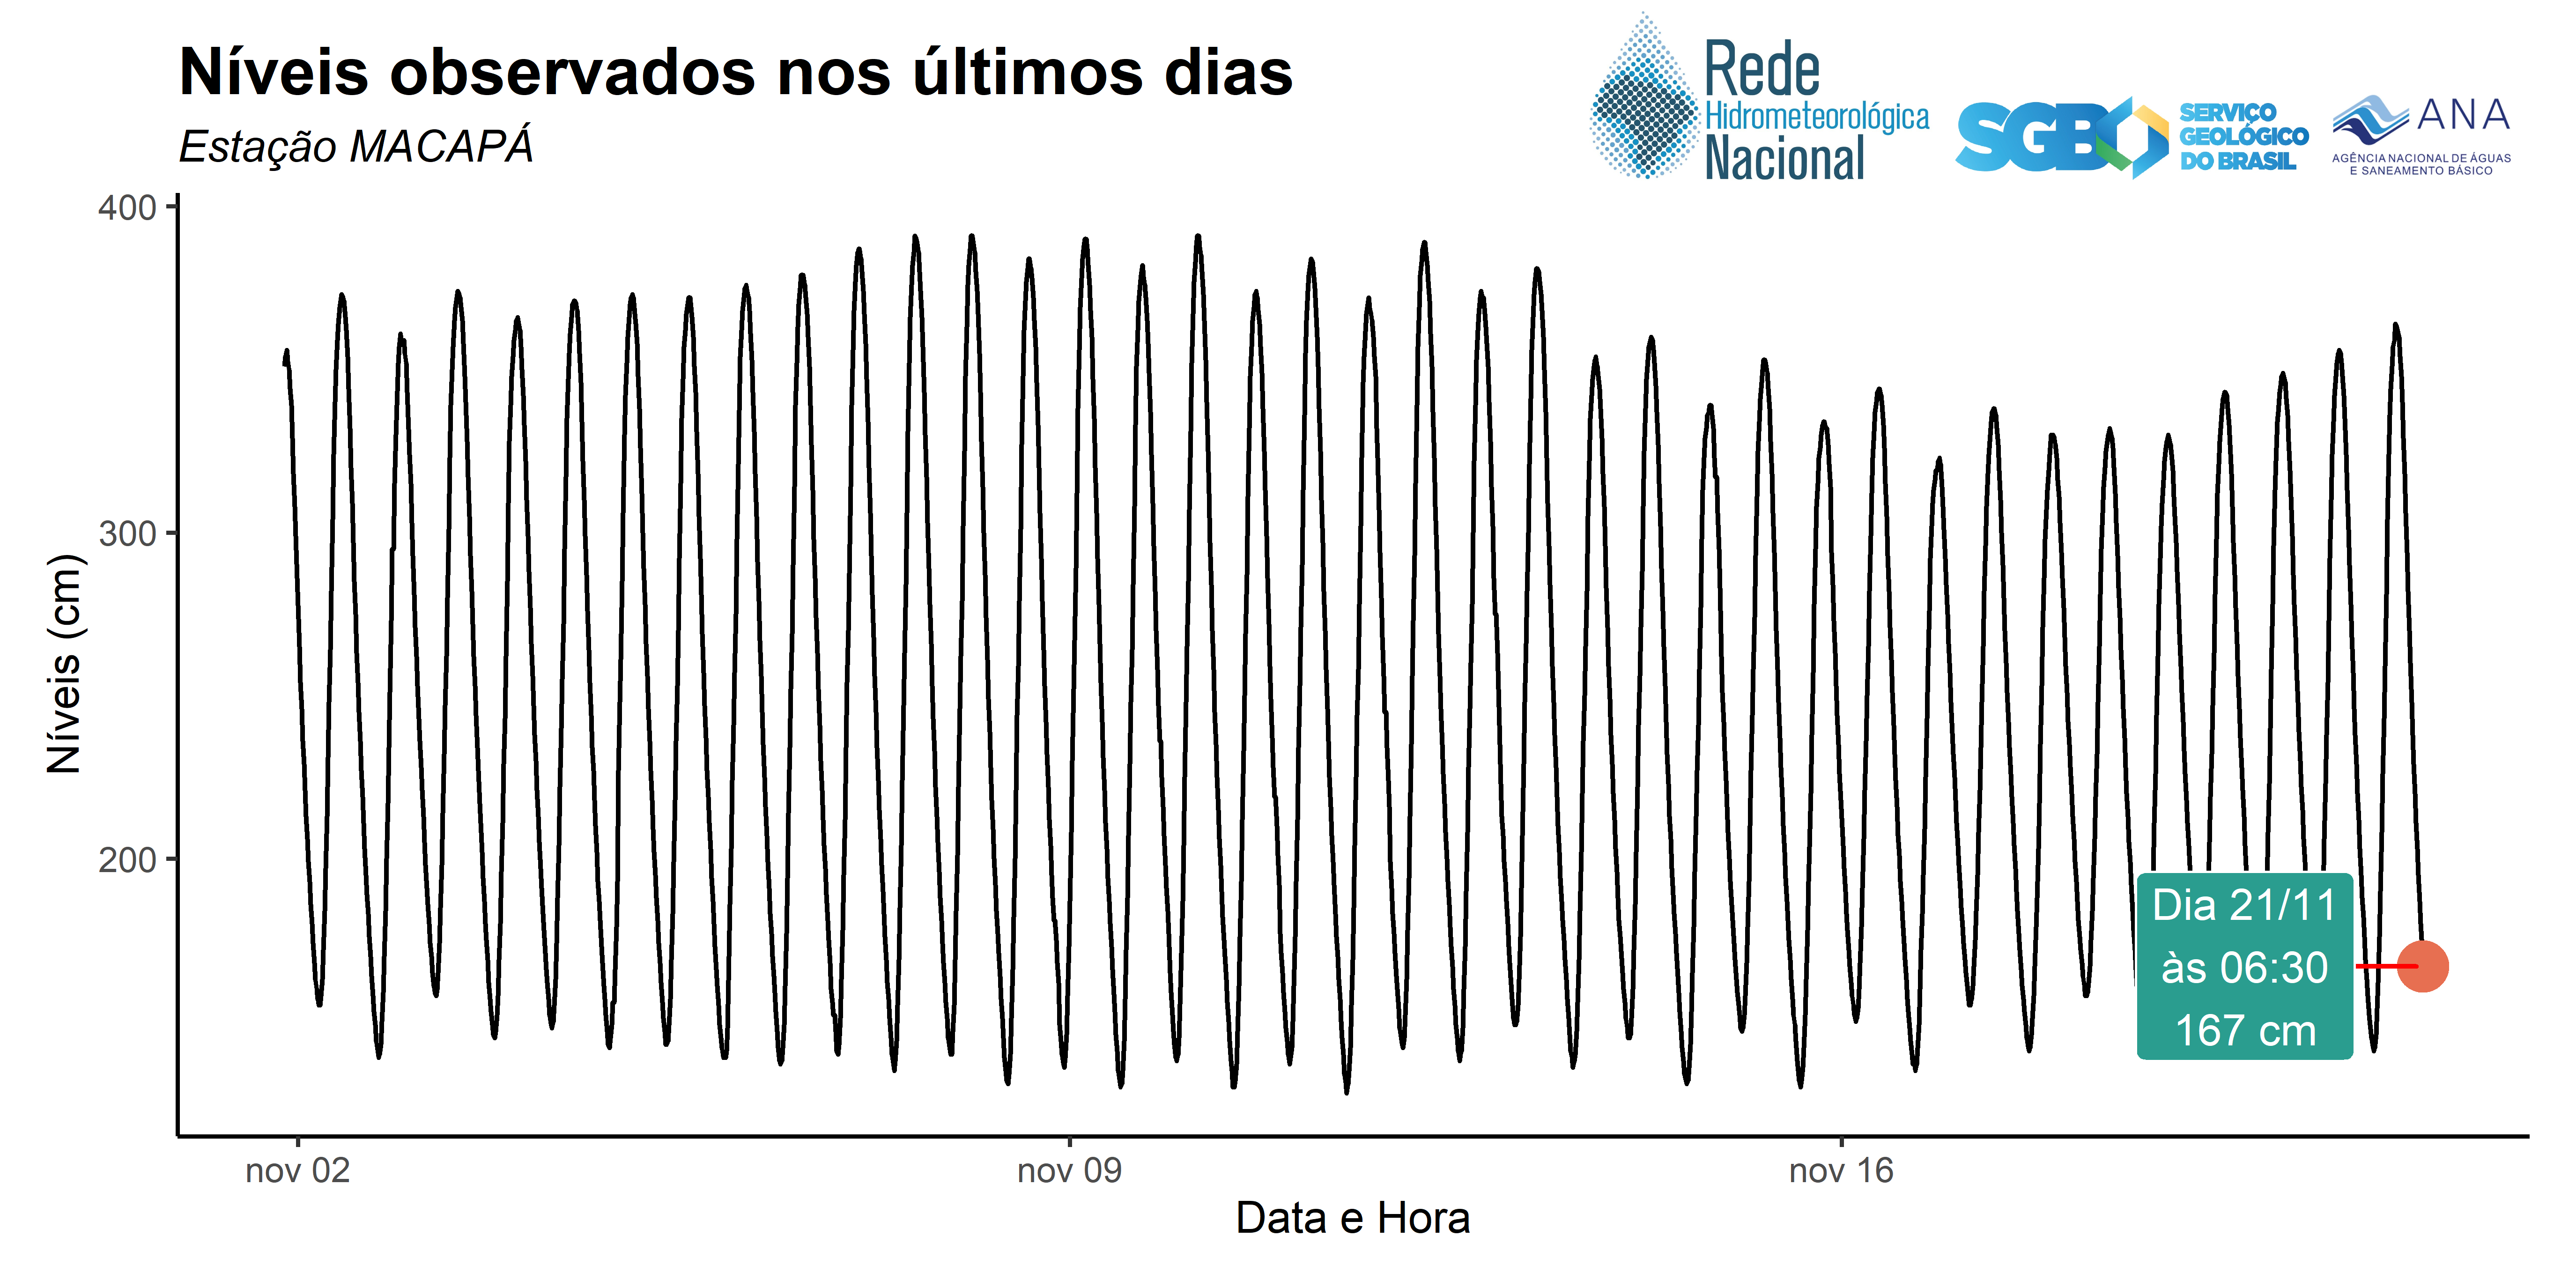 Níveis observados nos últimos dias
Estação MACAPÁ
Rede
Hidrometeorológica
Nacional
SGB
SERVIÇO
GEOLÓGICO
DO BRASIL
ANA
AGÊNCIA NACIONAL DE ÁGUAS
E SANEAMENTO BÁSICO
400
300
200
Níveis (cm)
Dia 21/11
às 06:30
167 cm
nov 02
nov 09
nov 16
Data e Hora